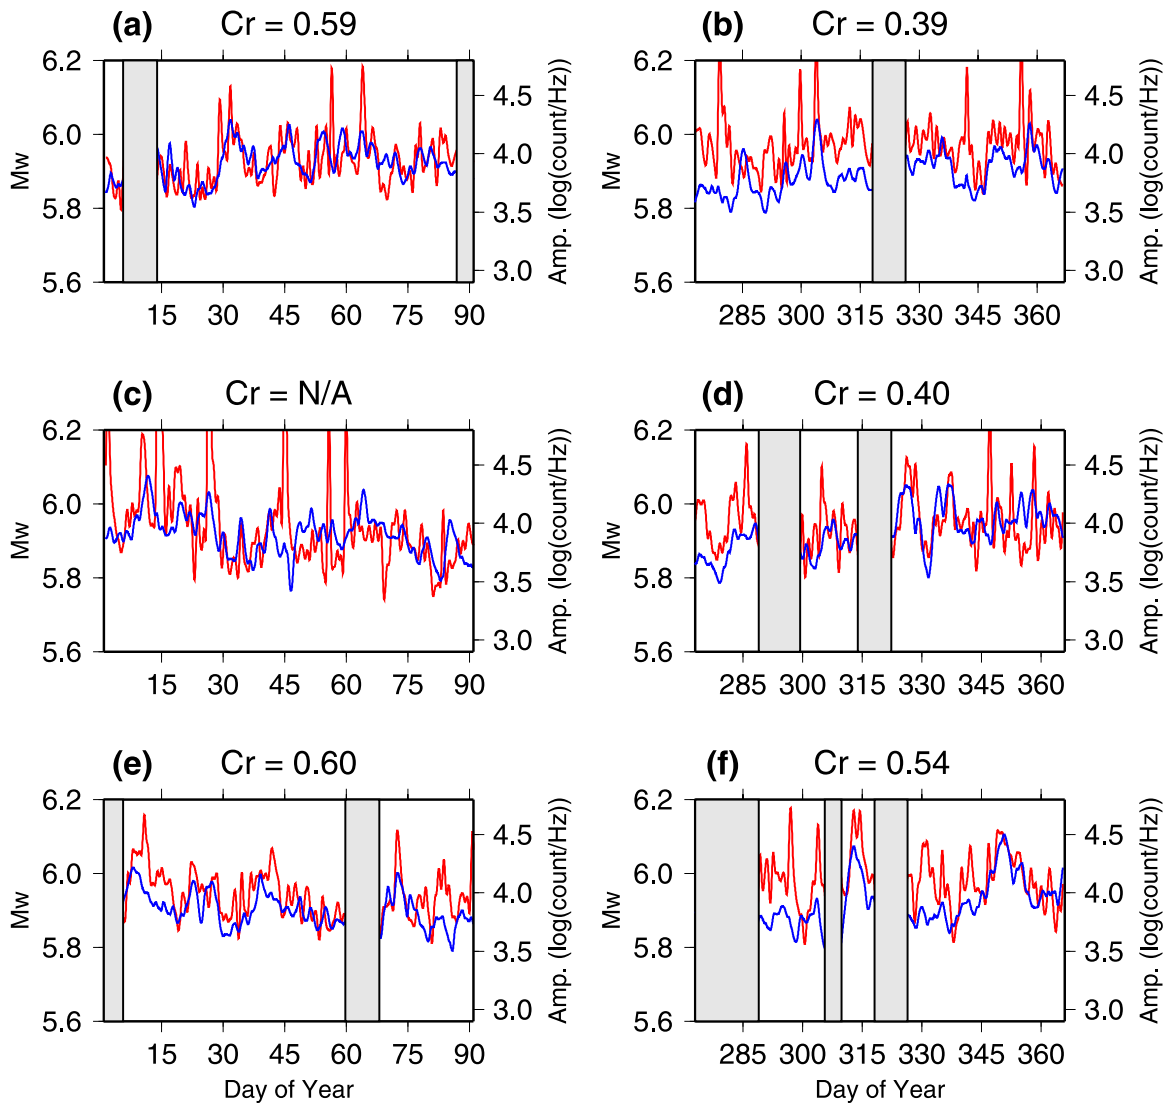 (a) Cr = 0.59
6.2
6.0
5.8
5.6
Mw
4.5
4.0
3.5
3.0
Amp. (log(count/Hz))
15 30 45 60 75 90
(b) Cr = 0.39
6.2
6.0
5.8
5.6
Mw
4.5
4.0
3.5
3.0
Amp. (log(count/Hz))
285 300 315 330 345 360
(c) Cr = N/A
6.2
6.0
5.8
5.6
Mw
4.5
4.0
3.5
3.0
Amp. (log(count/Hz))
15 30 45 60 75 90
(d) Cr = 0.40
6.2
6.0
5.8
5.6
Mw
4.5
4.0
3.5
3.0
Amp. (log(count/Hz))
285 300 315 330 345 360
(e) Cr = 0.60
6.2
6.0
5.8
5.6
Mw
4.5
4.0
3.5
3.0
Amp. (log(count/Hz))
15 30 45 60 75 90
Day of Year
(f) Cr = 0.54
6.2
6.0
5.8
5.6
Mw
4.5
4.0
3.5
3.0
Amp. (log(count/Hz))
285 300 315 330 345 360
Day of Year